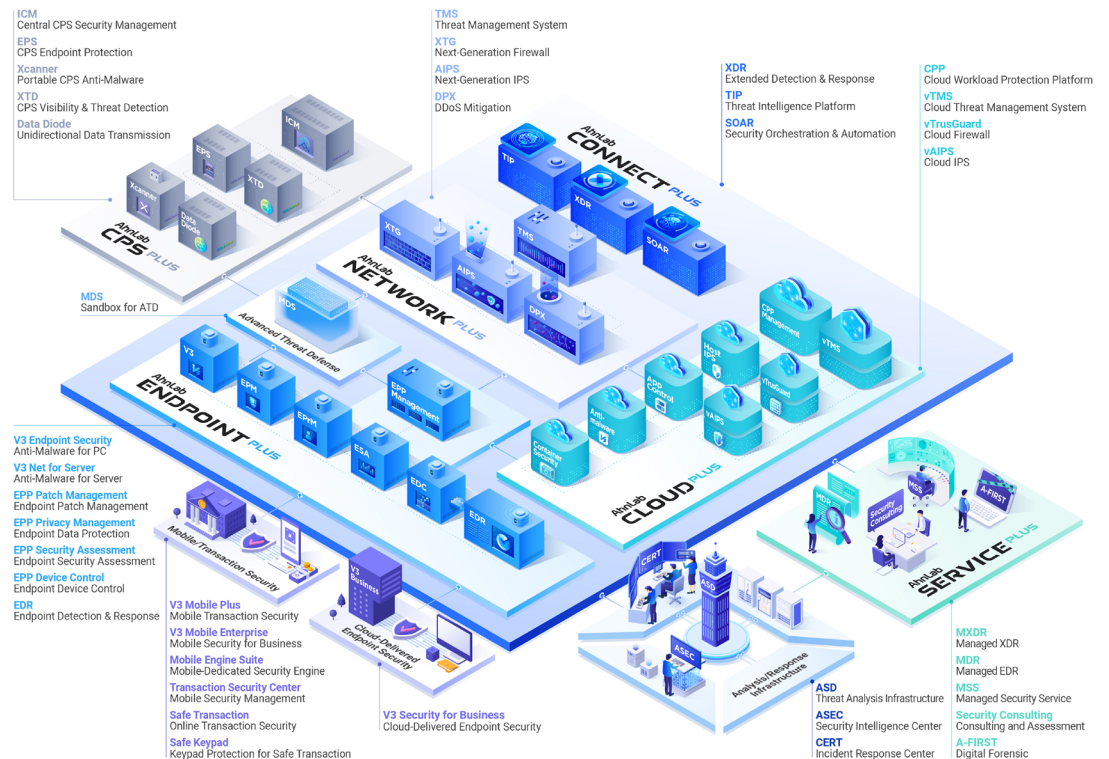 ICM
Central CPS Security Management
EPS
CPS Endpoint Protection
Xcanner
Portable CPS Anti-Malware
XTD
CPS Visibility & Threat Detection
Data Diode
Unidirectional Data Transmission
TMS
Threat Management System
XTG
Next-Generation Firewall
AIPS
Next-Generation IPS
DPX
DDoS Mitigation
XDR
Extended Detection & Response
TIP
Threat Intelligence Platform
SOAR
Security Orchestration & Automation
CPP
Cloud Workload Protection Platform
vTMS
Cloud Threat Management System
vTrusGuard
Cloud Firewall
vAIPS
Cloud IPS
ICM
EPS
XTD
Xcanner
Data
Diode
AhnLab
CPS PLUS
TIP
XDR
SOAR
AhnLab
CONNECT PLUS
XTG
TMS
AIPS
DPX
AhnLab
NETWORK PLUS
MDS
Sandbox for ATD
MDS
Advanced Threat Defense
V3
EPM
EPrM
ESA
EDC
EDR
EPP
Management
AhnLab
ENDPOINT PLUS
CPP
Management
vTMS
Host
IPS
vTrusGuard
App
Control
vAIPS
Anti-
malware
Container
Security
AhnLab
CLOUD PLUS
V3 Endpoint Security
Anti-Malware for PC
V3 Net for Server
Anti-Malware for Server
EPP Patch Management
Endpoint Patch Management
EPP Privacy Management
Endpoint Data Protection
EPP Security Assessment
Endpoint Security Assessment
EPP Device Control
Endpoint Device Control
EDR
Endpoint Detection & Response
Mobile/Transaction Security
V3 Mobile Plus
Mobile Transaction Security
V3 Mobile Enterprise
Mobile Security for Business
Mobile Engine Suite
Mobile-Dedicated Security Engine
Transaction Security Center
Mobile Security Management
Safe Transaction
Online Transaction Security
Safe Keypad
Keypad Protection for Safe Transaction
V3
Business
Cloud-Delivered
Endpoint Security
V3 Security for Business
Cloud-Delivered Endpoint Security
CERT
ASD
ASEC
Analysis/Response
Infrastructure
ASD
Threat Analysis Infrastructure
ASEC
Security Intelligence Center
CERT
Incident Response Center
MSS
A-FIRST
MDR
Security
Consulting
AhnLab
SERVICE PLUS
MXDR
Managed XDR
MDR
Managed EDR
MSS
Managed Security Service
Security Consulting
Consulting and Assessment
A-FIRST
Digital Forensic